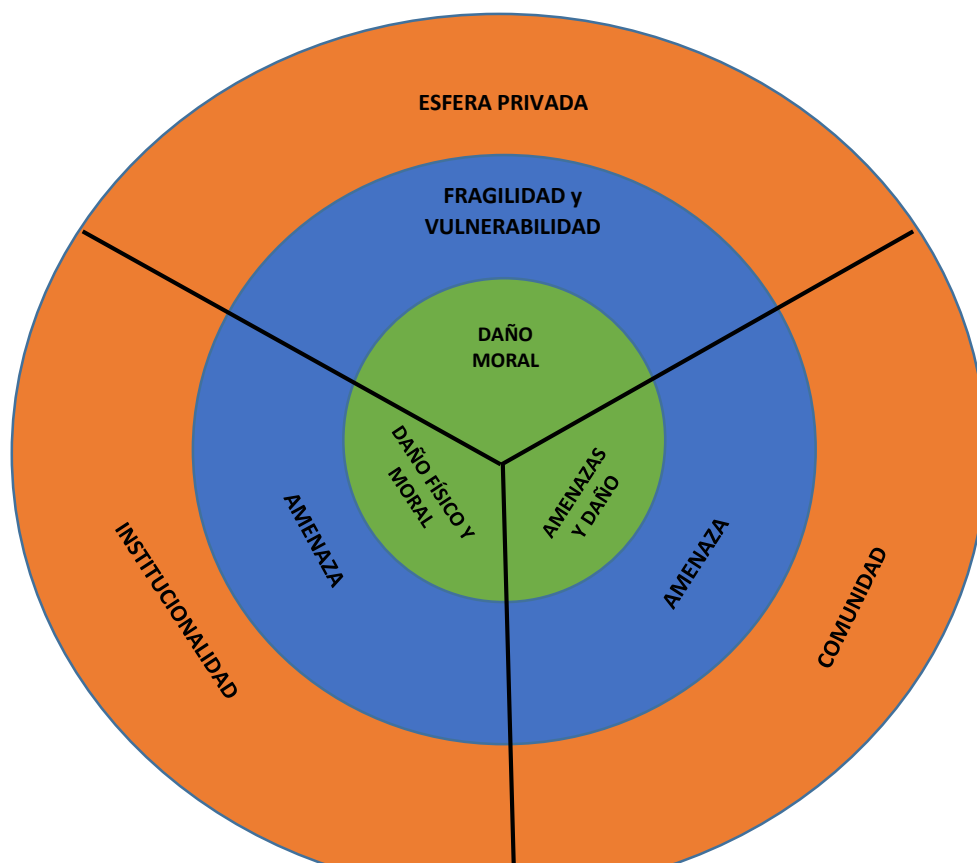 ESFERA PRIVADA
FRAGILIDAD y
VULNERABILIDAD
DAÑO
MORAL
DAÑO FÍSICO Y
MORAL
AMENAZAS
Y DAÑO
AMENAZA
AMENAZA
INSTITUCIONALIDAD
COMUNIDAD